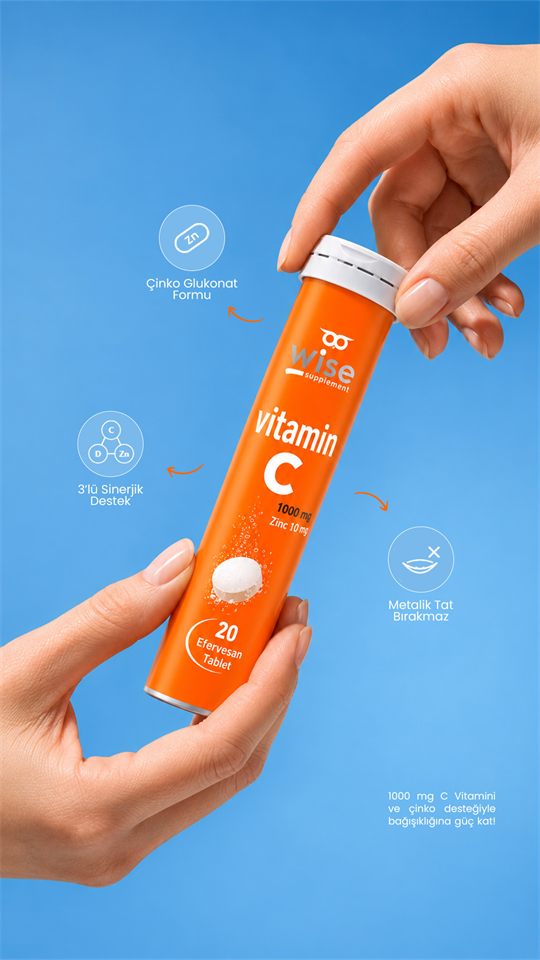 Zn
Çinko Glukonat
Formu
wise
supplement
vitamin
C
1000 mg
Zinc 10 mg
C
D Zn
3'lü Sinerjik
Destek
Metalik Tat
Bırakmaz
20
Efervesan
Tablet
1000 mg C Vitamini
ve çinko desteğiyle
bağışıklığına güç kat!